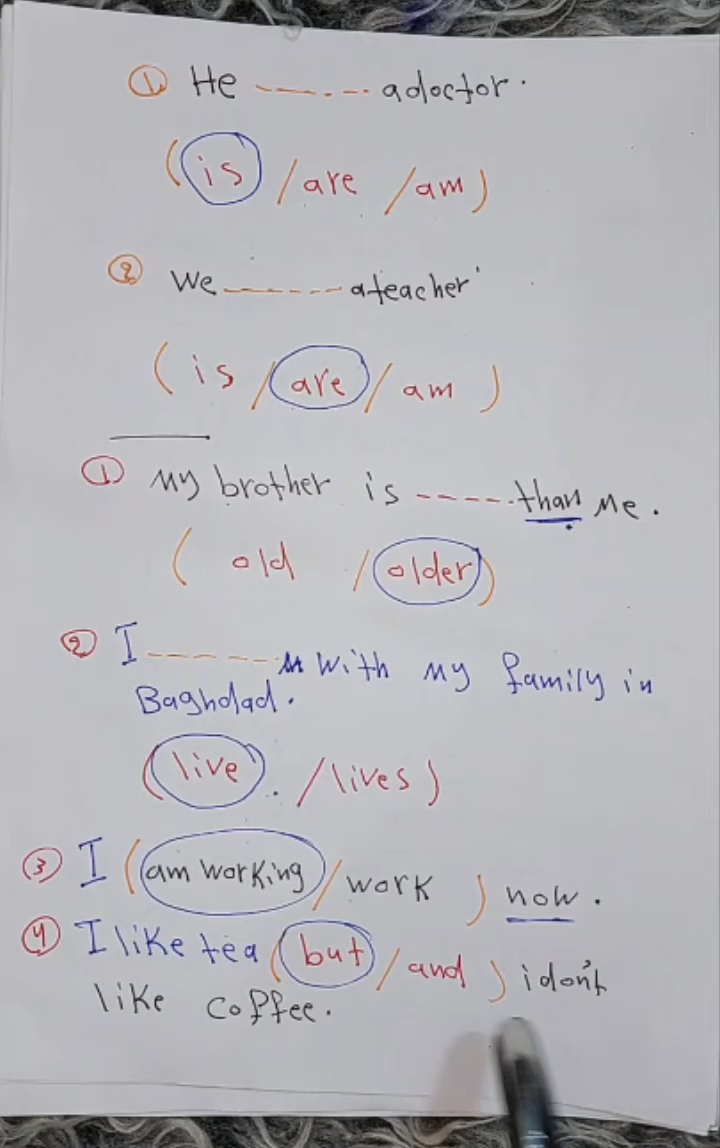 ① He ------ adoctor.
(is /are /am)
② We ------ ateacher
(is /are / am)
① My brother is ----- than me.
( old /older)
② I ------ with my family in
Baghdad.
(live. /lives)
③ I (am working/work) now.
④ I like tea (but/and) i don't
like coffee.